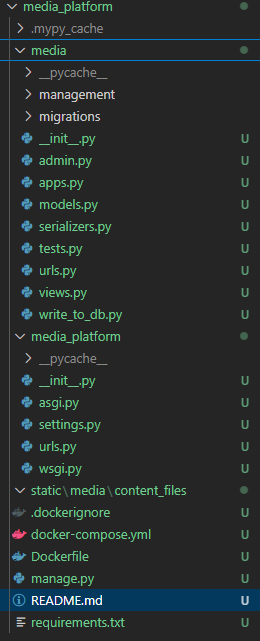 media_platform
.mypy_cache
media
__pycache__
management
migrations
__init__.py U
admin.py U
apps.py U
models.py U
serializers.py U
tests.py U
urls.py U
views.py U
write_to_db.py U
media_platform
__pycache__
__init__.py U
asgi.py U
settings.py U
urls.py U
wsgi.py U
static\media\content_files
.dockerignore U
docker-compose.yml U
Dockerfile U
manage.py U
README.md U
requirements.txt U